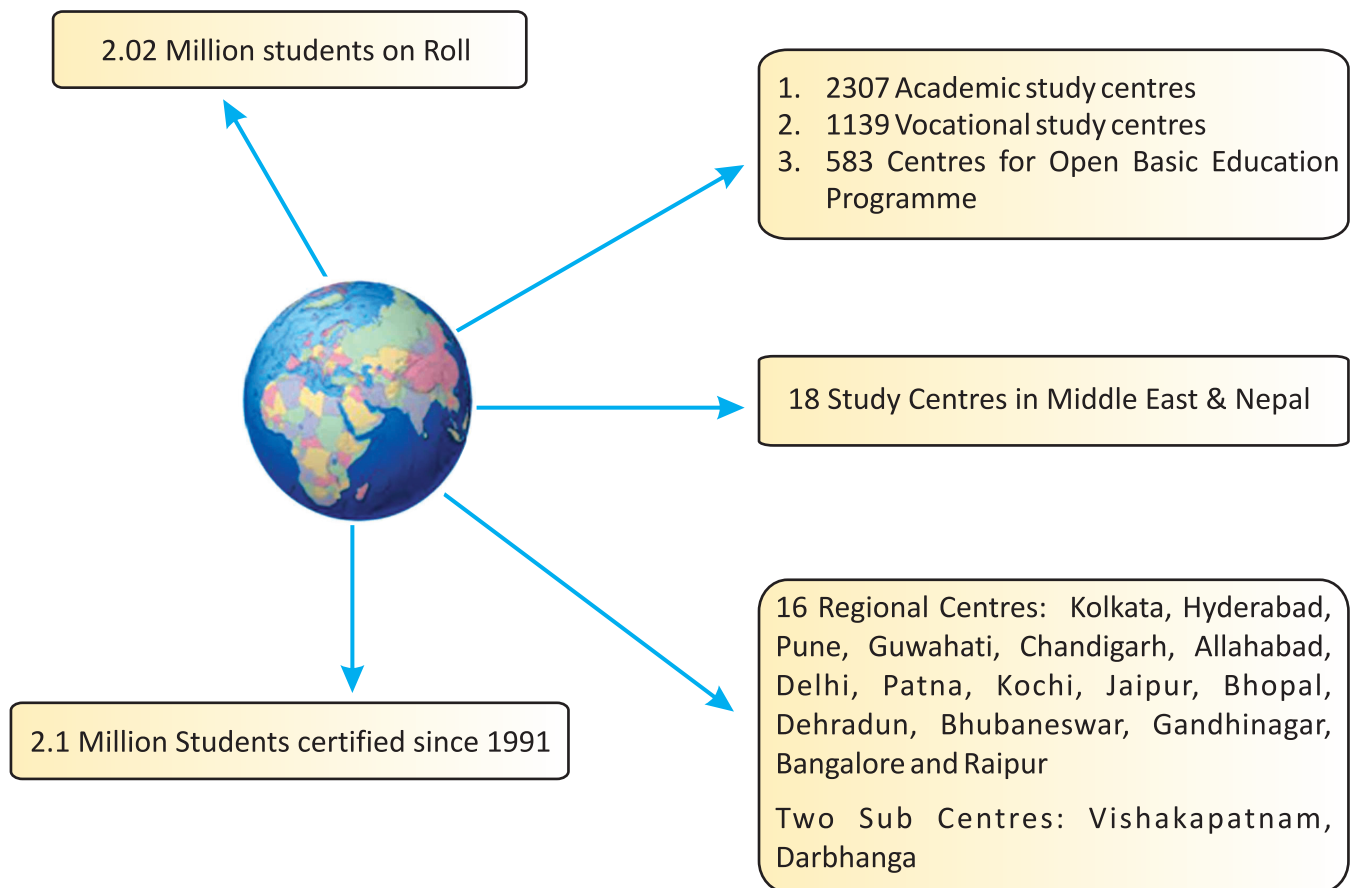 2.02 Million students on Roll
1. 2307 Academic study centres
2. 1139 Vocational study centres
3. 583 Centres for Open Basic Education
Programme
18 Study Centres in Middle East & Nepal
16 Regional Centres: Kolkata, Hyderabad,
Pune, Guwahati, Chandigarh, Allahabad,
Delhi, Patna, Kochi, Jaipur, Bhopal,
Dehradun, Bhubaneswar, Gandhinagar,
Bangalore and Raipur
Two Sub Centres: Vishakapatnam,
Darbhanga
2.1 Million Students certified since 1991